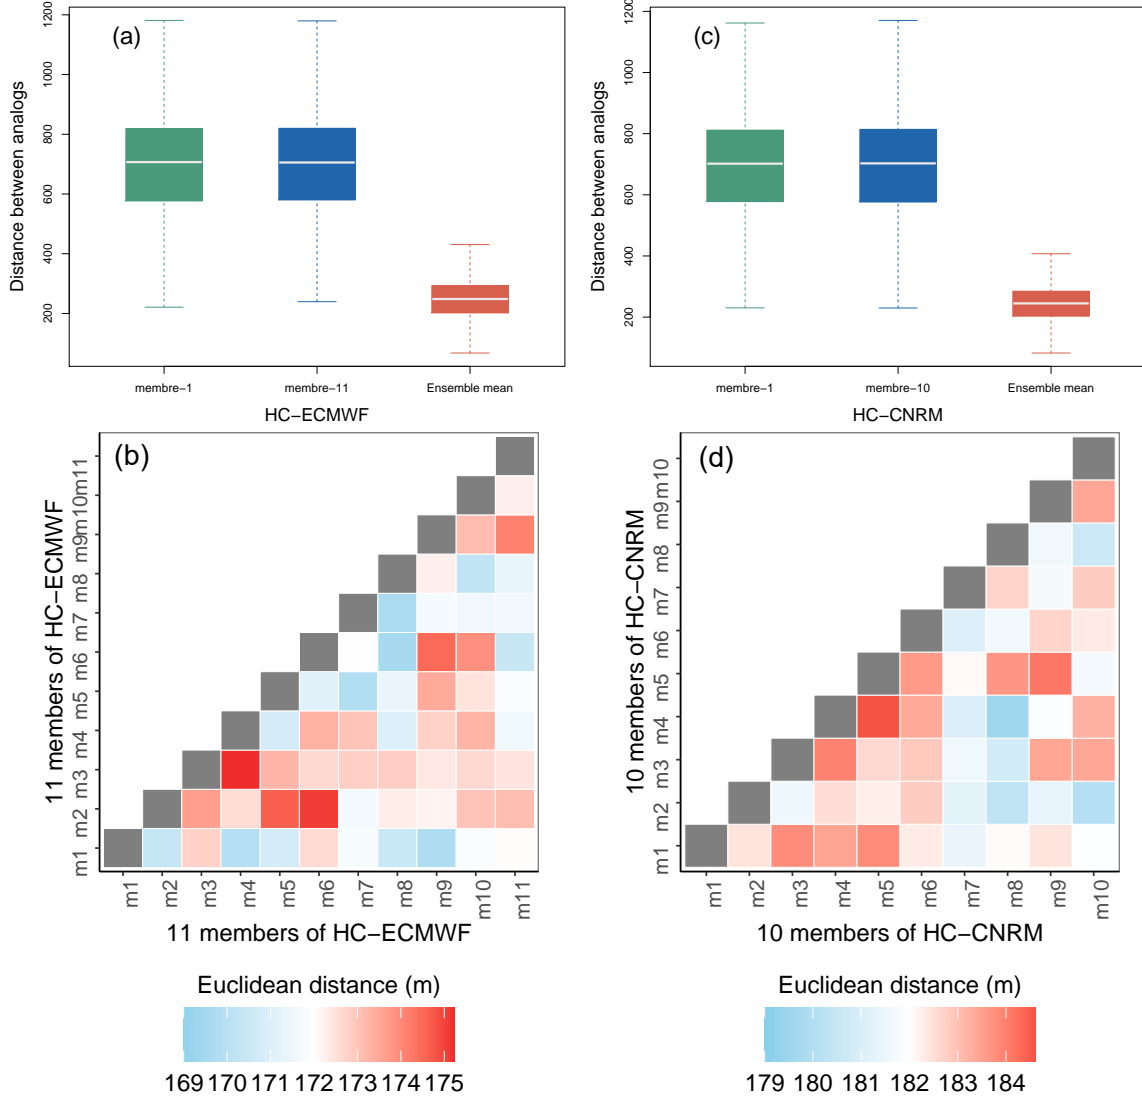 (a)
Distance between analogs
1200
1000
800
600
400
200
membre−1
membre−11
Ensemble mean
HC−ECMWF
(c)
Distance between analogs
1200
1000
800
600
400
200
membre−1
membre−10
Ensemble mean
HC−CNRM
(b)
11 members of HC−ECMWF
m11
m10
m9
m8
m7
m6
m5
m4
m3
m2
m1
m1
m2
m3
m4
m5
m6
m7
m8
m9
m10
m11
11 members of HC−ECMWF
Euclidean distance (m)
169 170 171 172 173 174 175
(d)
10 members of HC−CNRM
m10
m9
m8
m7
m6
m5
m4
m3
m2
m1
m1
m2
m3
m4
m5
m6
m7
m8
m9
m10
10 members of HC−CNRM
Euclidean distance (m)
179 180 181 182 183 184